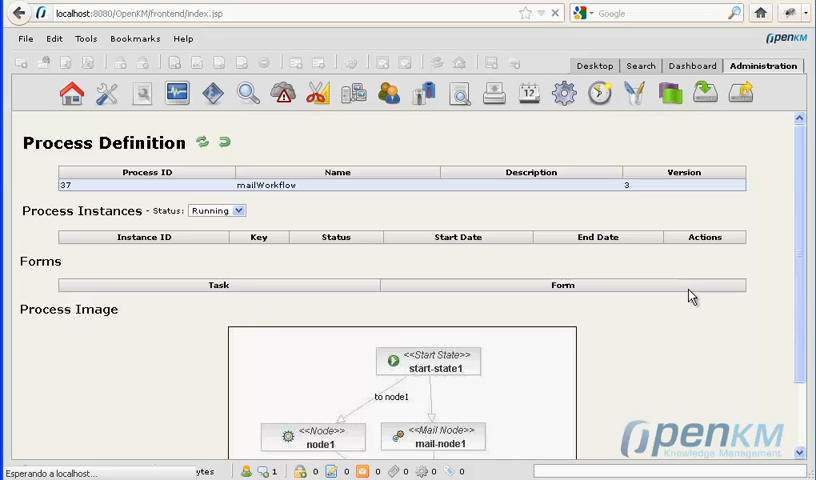 localhost:8080/OpenKM/frontend/index.jsp
Google
File Edit Tools Bookmarks Help
OPENKM
Desktop Search Dashboard Administration
Process Definition
Process ID Name Description Version
37 mailWorkflow 3
Process Instances - Status: Running
Instance ID Key Status Start Date End Date Actions
Forms
Task Form
Process Image
<<Start State>>
start-state1
to node1
<<Node>>
node1
<<Mail Node>>
mail-node1
OPENKM
Knowledge Management
Esperando a localhost...
ytes 1 0 0 0 0 0 0